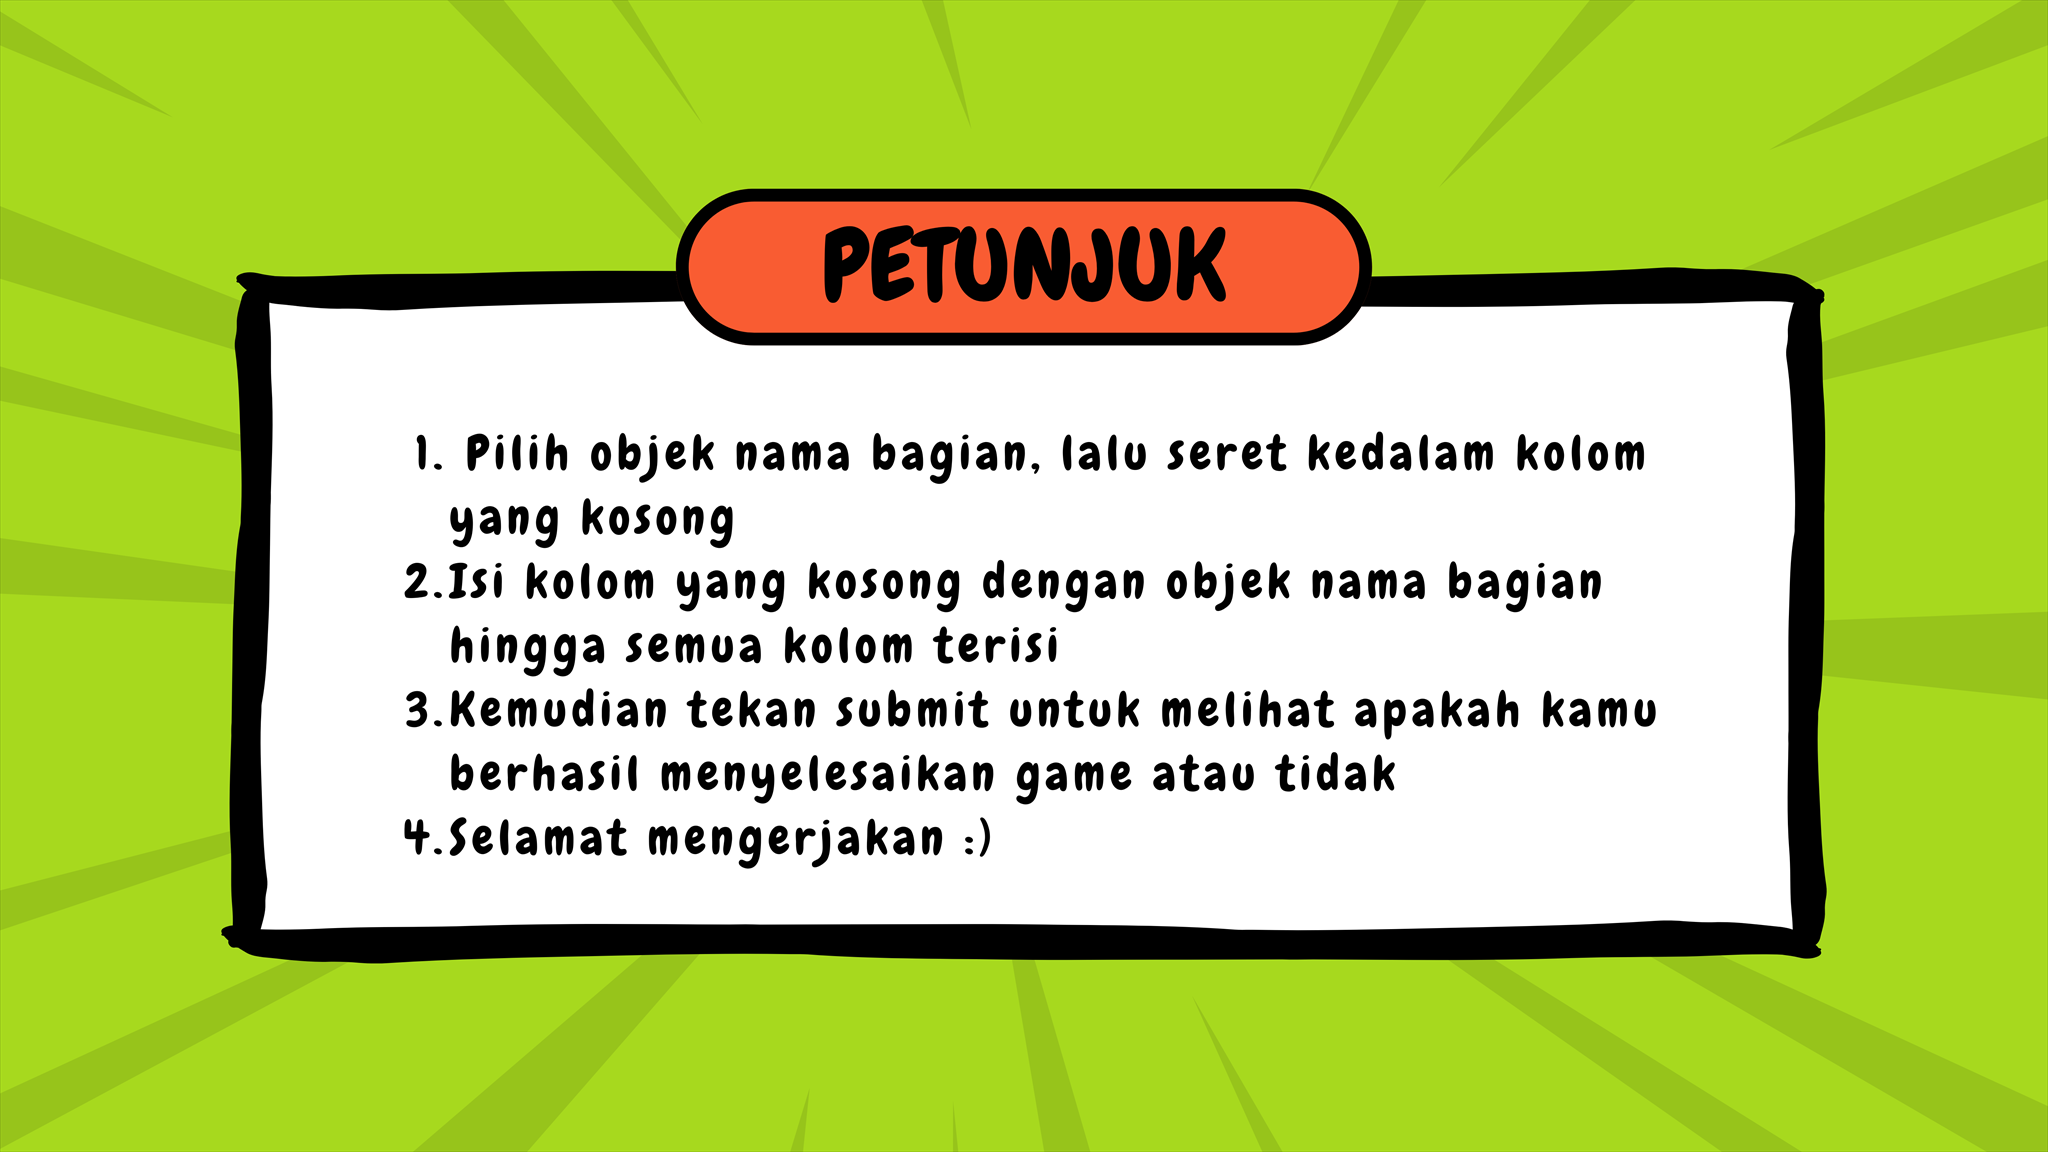 PETUNJUK
1. Pilih objek nama bagian, lalu seret kedalam kolom
yang kosong
2.Isi kolom yang kosong dengan objek nama bagian
hingga semua kolom terisi
3.Kemudian tekan submit untuk melihat apakah kamu
berhasil menyelesaikan game atau tidak
4.Selamat mengerjakan :)